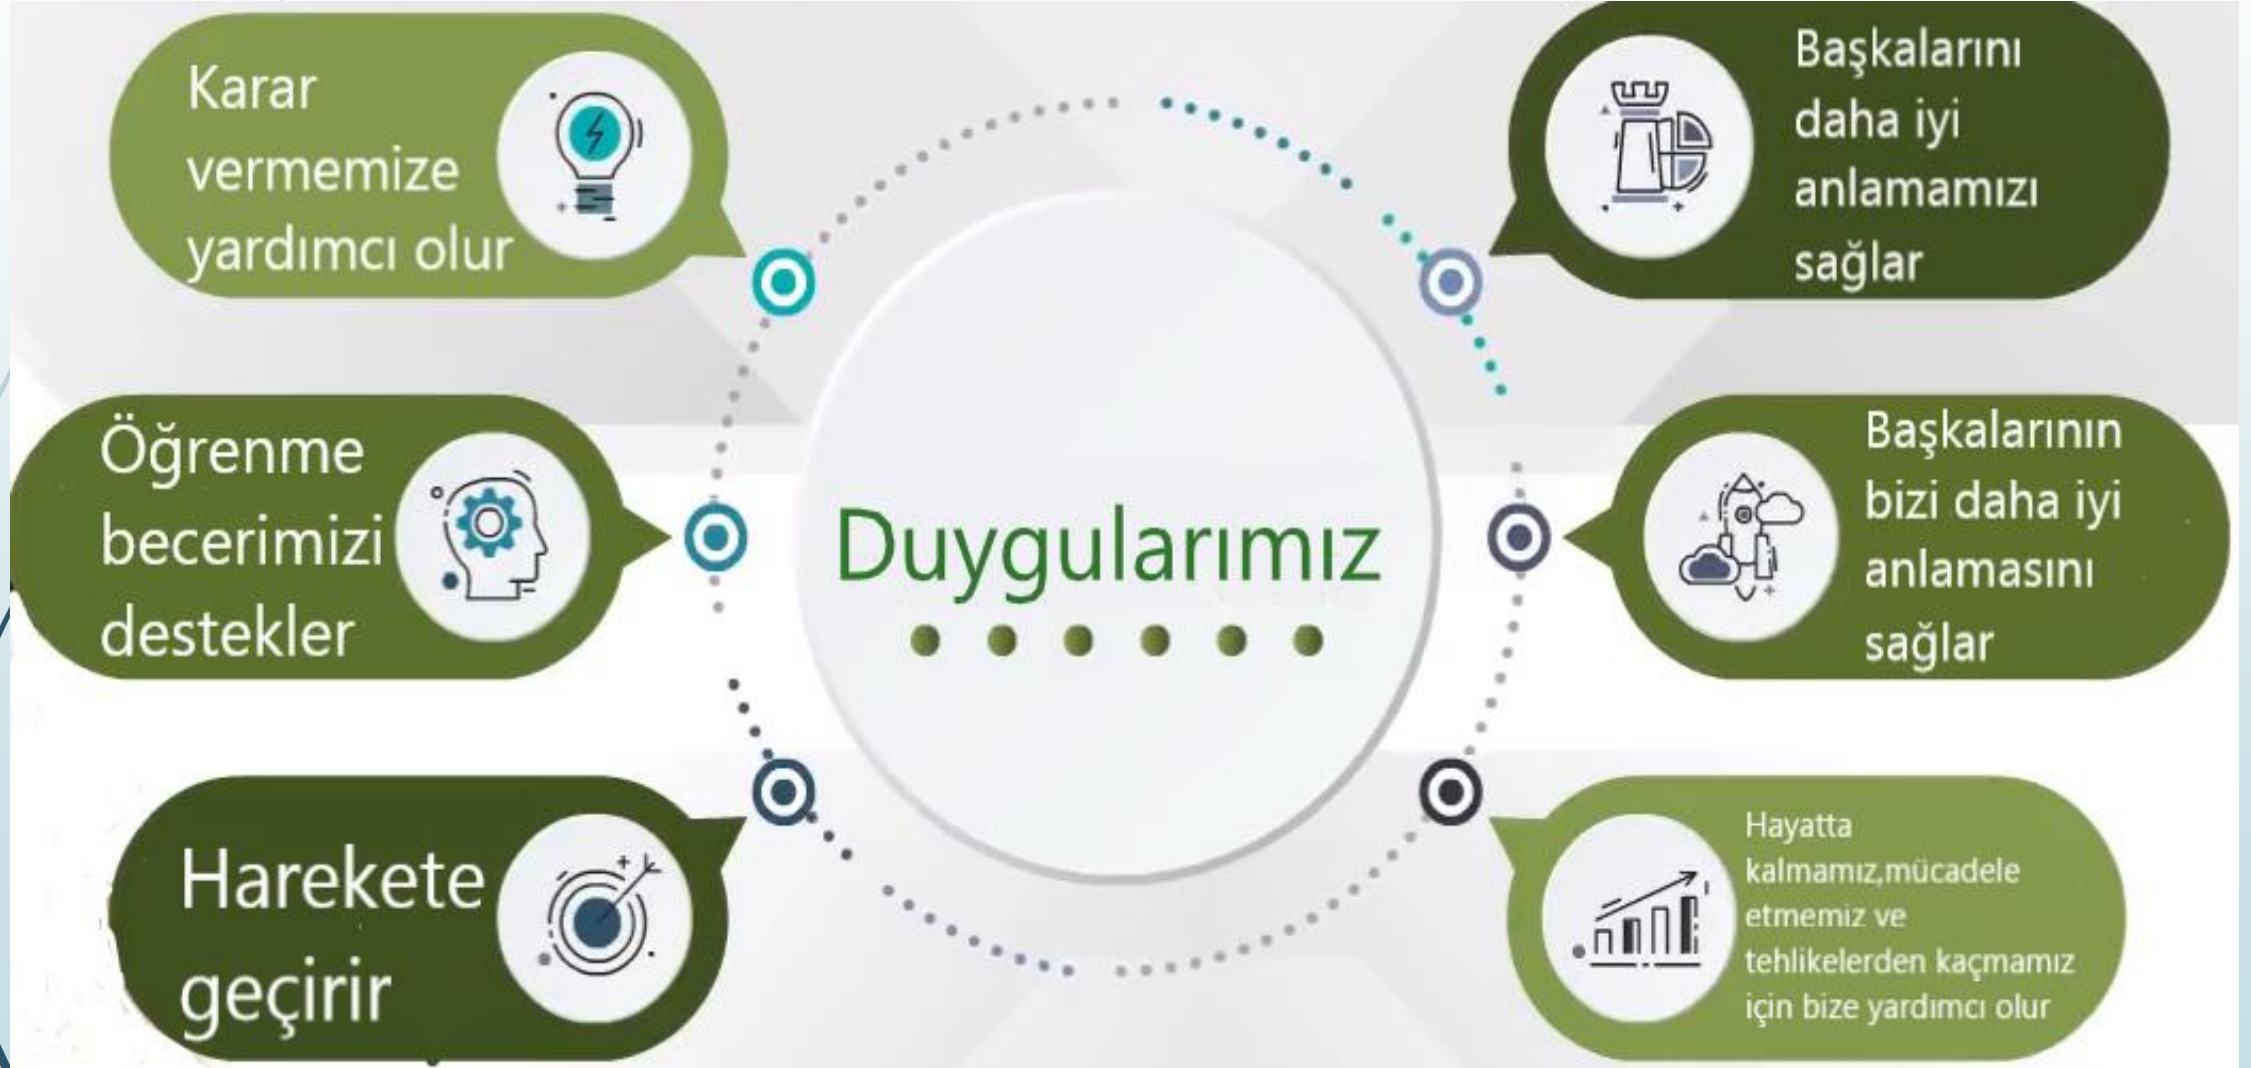 Karar
vermemize
yardımcı olur
Öğrenme
becerimizi
destekler
Harekete
geçirir
Duygularımız
Başkalarını
daha iyi
anlamamızı
sağlar
Başkalarının
bizi daha iyi
anlamasını
sağlar
Hayatta
kalmamız,mücadele
etmemiz ve
tehlikelerden kaçmamız
için bize yardımcı olur